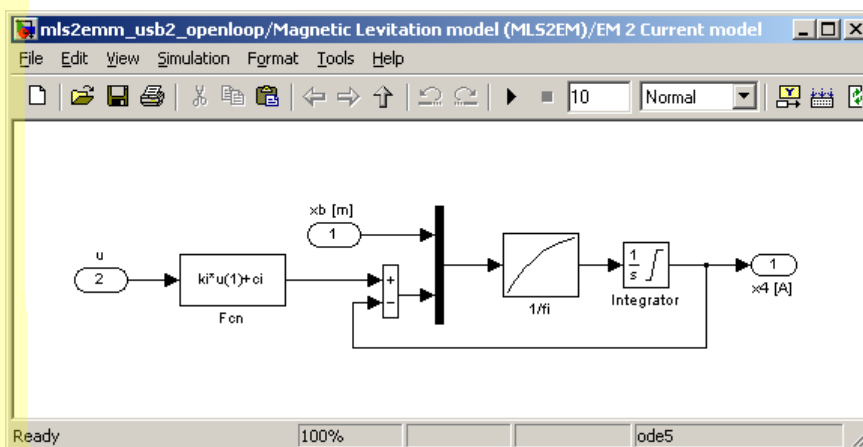 mls2emm_usb2_openloop/Magnetic Levitation model (MLS2EM)/EM 2 Current model
File Edit View Simulation Format Tools Help
10 Normal
xb [m]
1
u
2
ki*u(1)+ci
Fcn
+
−
1/fi
1
s
Integrator
1
x4 [A]
Ready 100% ode5